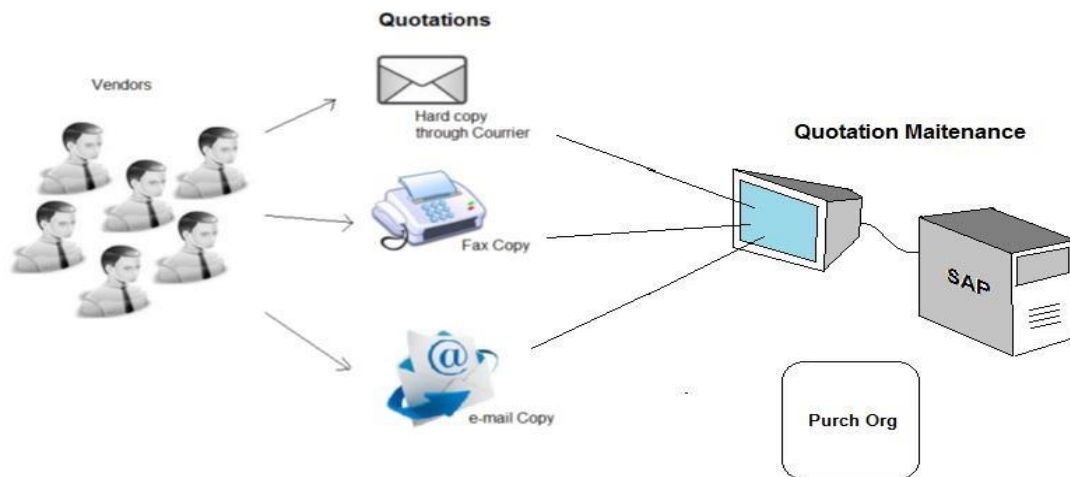 Quotations
Vendors
Hard copy
through Courrier
Quotation Maitenance
Fax Copy
SAP
@
e-mail Copy
Purch Org